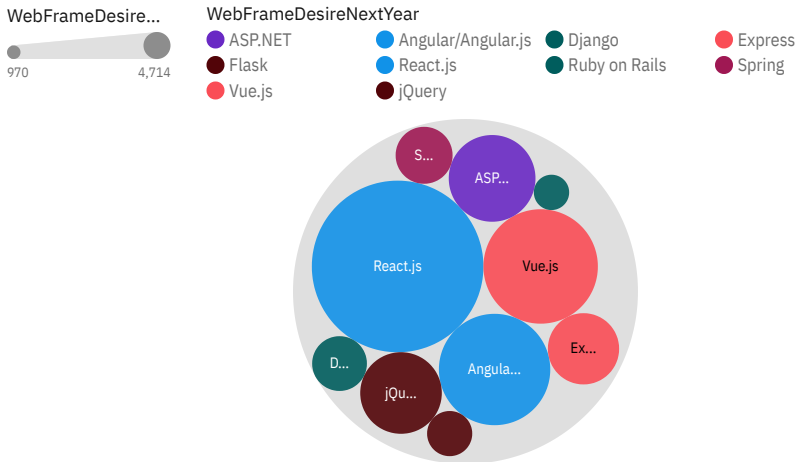 WebFrameDesire...
970 4,714
WebFrameDesireNextYear
ASP.NET Angular/Angular.js Django Express
Flask React.js Ruby on Rails Spring
Vue.js jQuery
S...
ASP...
React.js
Vue.js
Ex...
D...
Angula...
jQu...